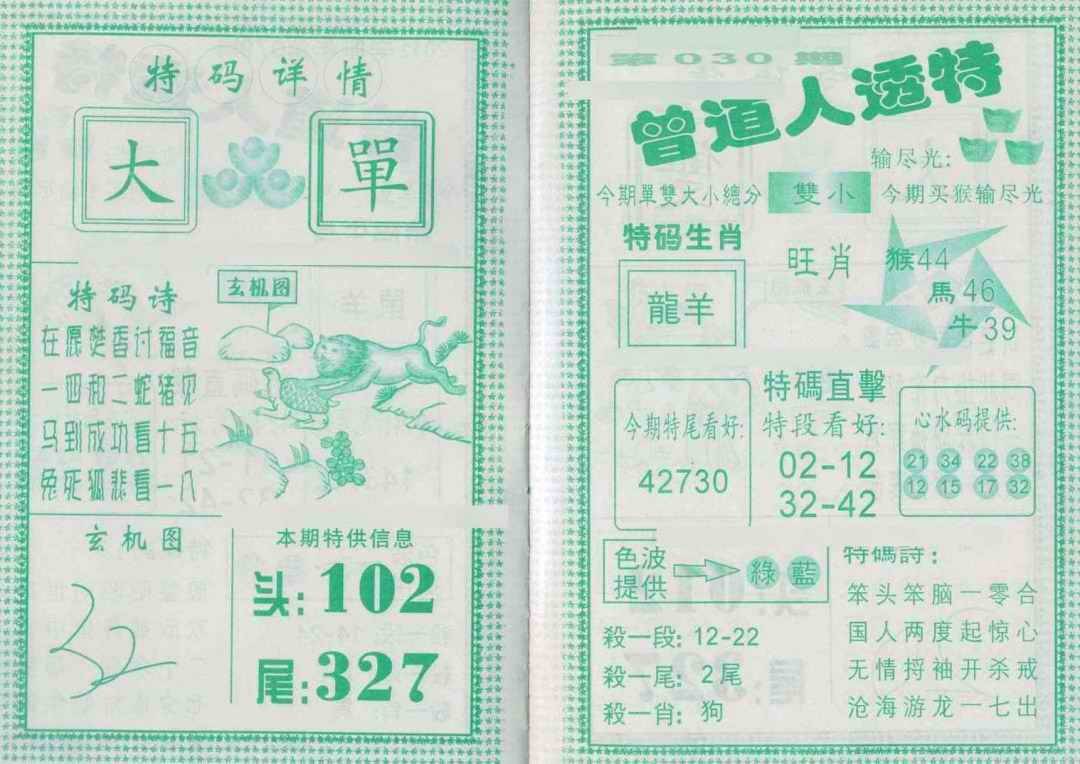 特码详情
大 單
特码诗
玄机图
在愿焚香讨福音
一四和二蛇猪见
马到成功看十五
兔死狐悲看一八
玄机图
32
本期特供信息
头:102
尾:327
第030期
曾道人透特
输尽光:
今期單雙大小總分 雙小 今期买猴输尽光
特码生肖
龍羊
旺肖
猴44
馬46
牛39
今期特尾看好:
42730
特碼直擊
特段看好:
02-12
32-42
心水码提供:
21 34 22 38
12 15 17 32
色波
提供
綠 藍
殺一段: 12-22
殺一尾: 2尾
殺一肖: 狗
特碼詩:
笨头笨脑一零合
国人两度起惊心
无情捋袖开杀戒
沧海游龙一七出